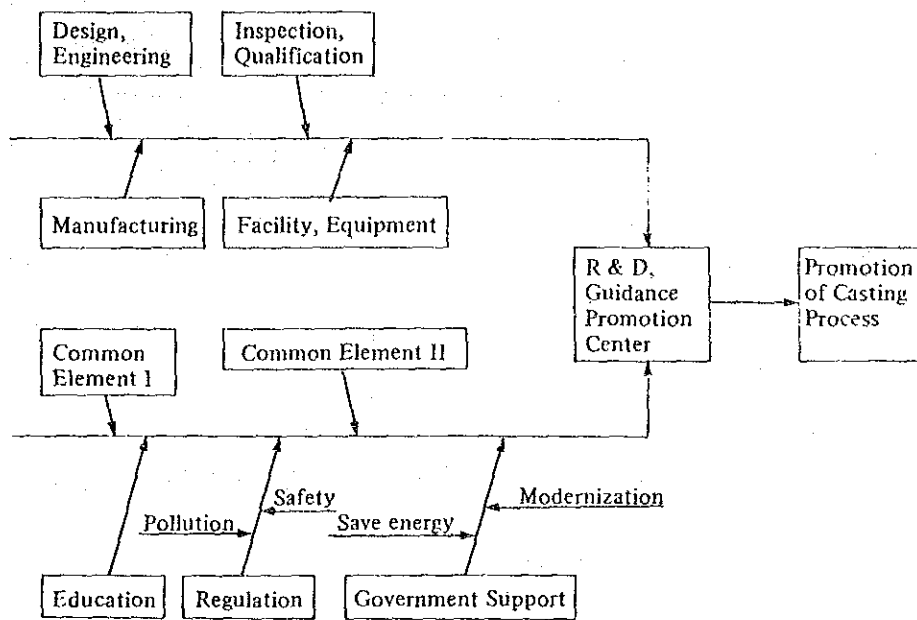 Design,
Engineering
Inspection,
Qualification
Manufacturing
Facility, Equipment
R & D,
Guidance
Promotion
Center
Promotion
of Casting
Process
Common
Element I
Common Element II
Safety
Pollution
Modernization
Save energy
Education
Regulation
Government Support